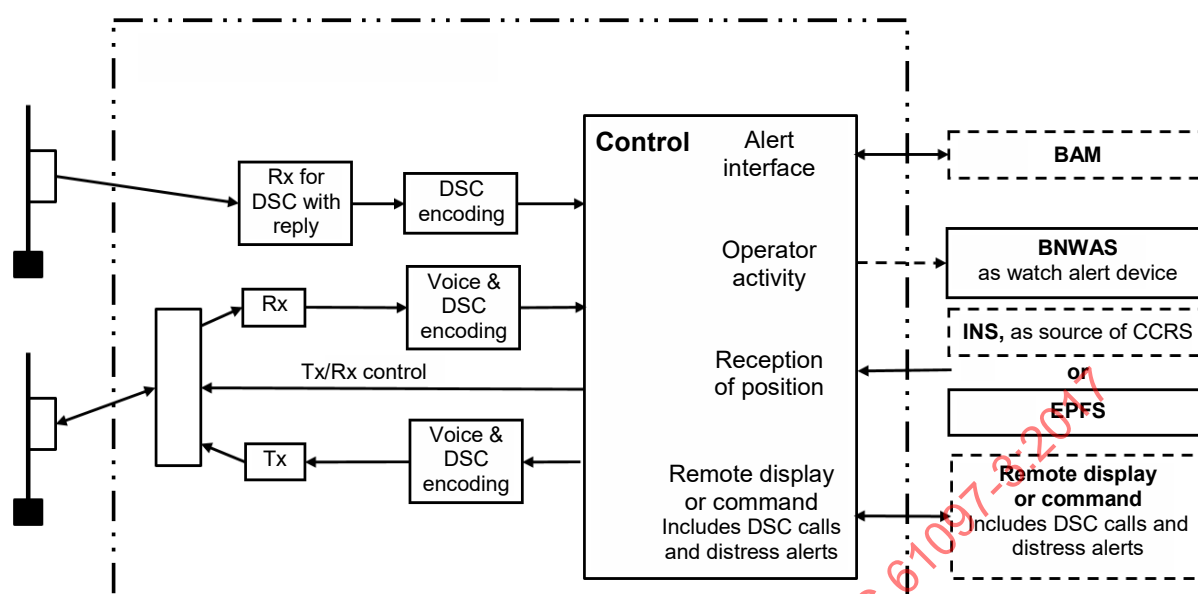 Control
Alert
interface
BAM
Rx for
DSC with
reply
DSC
encoding
Operator
activity
BNWAS
as watch alert device
Rx
Voice &
DSC
encoding
INS, as source of CCRS
or
EPFS
Reception
of position
Tx/Rx control
Tx
Voice &
DSC
encoding
Remote display
or command
Includes DSC calls
and distress alerts
Remote display
or command
Includes DSC calls and
distress alerts
61097-3:2017